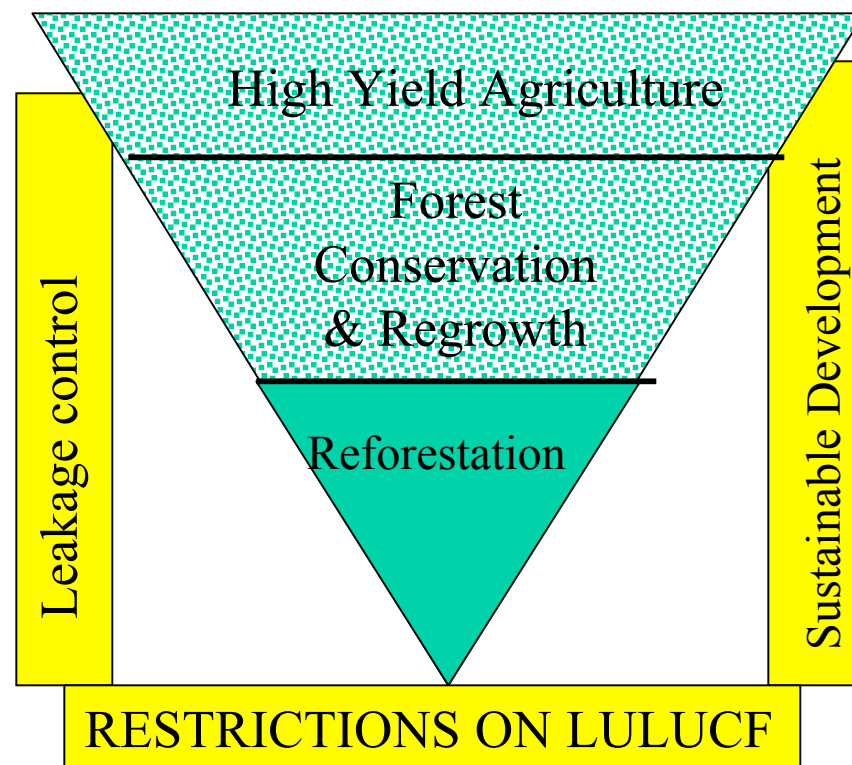 High Yield Agriculture
Forest
Conservation
& Regrowth
Reforestation
Leakage control
Sustainable Development
RESTRICTIONS ON LULUCF